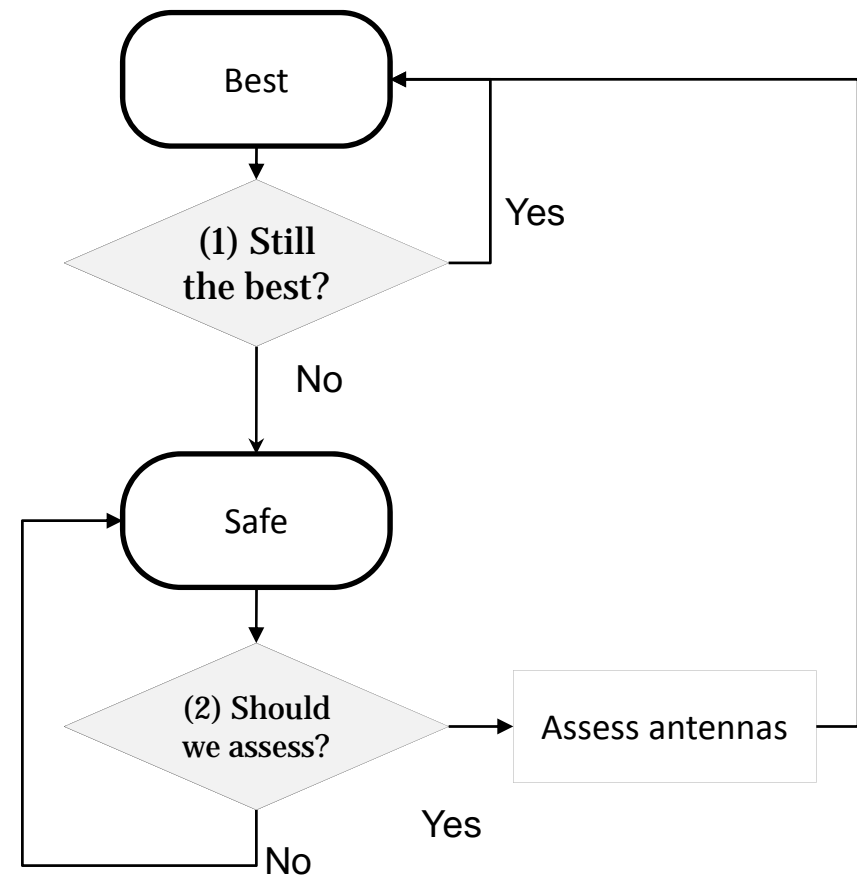 Best
(1) Still
the best?
Yes
No
Safe
(2) Should
we assess?
Assess antennas
Yes
No